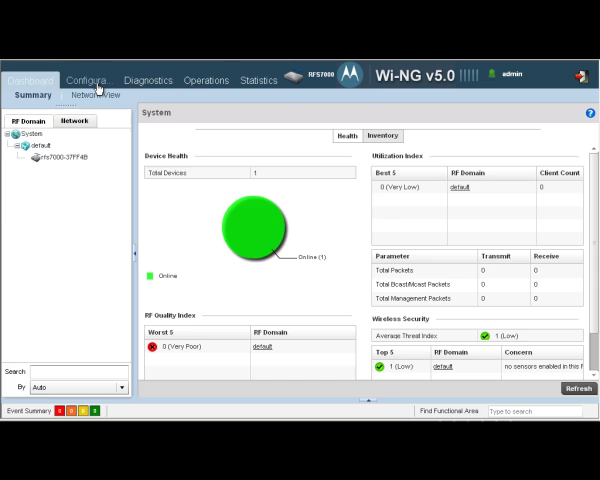 Dashboard Configura... Diagnostics Operations Statistics RFS7000 Wi-NG v5.0 admin
Summary Network View
RF Domain Network
System
default
rfs7000-37FF4B
Search
By Auto
System
Health Inventory
Device Health
Total Devices 1
Online (1)
Online
RF Quality Index
Worst 5 RF Domain
0 (Very Poor) default
Utilization Index
Best 5 RF Domain Client Count
0 (Very Low) default 0
Parameter Transmit Receive
Total Packets 0 0
Total Bcast/Mcast Packets 0 0
Total Management Packets 0 0
Wireless Security
Average Threat Index 1 (Low)
Top 5 RF Domain Concern
1 (Low) default no sensors enabled in this
Refresh
Event Summary 0 0 0 0 Find Functional Area Type to search